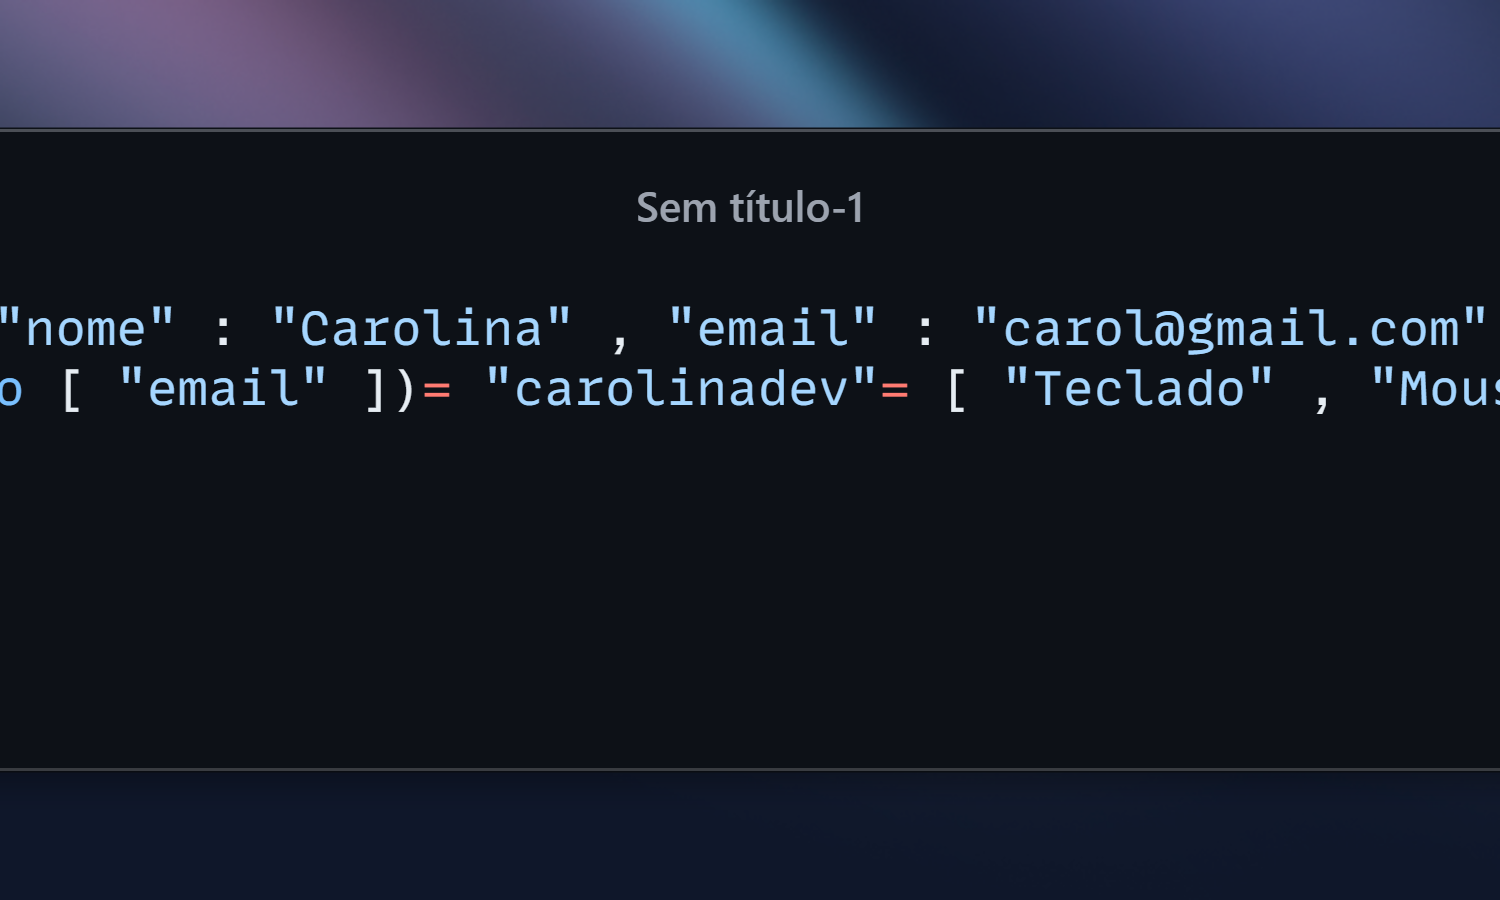 Sem título-1
"nome" : "Carolina" , "email" : "carol@gmail.com"
o [ "email" ])= "carolinadev"= [ "Teclado" , "Mous